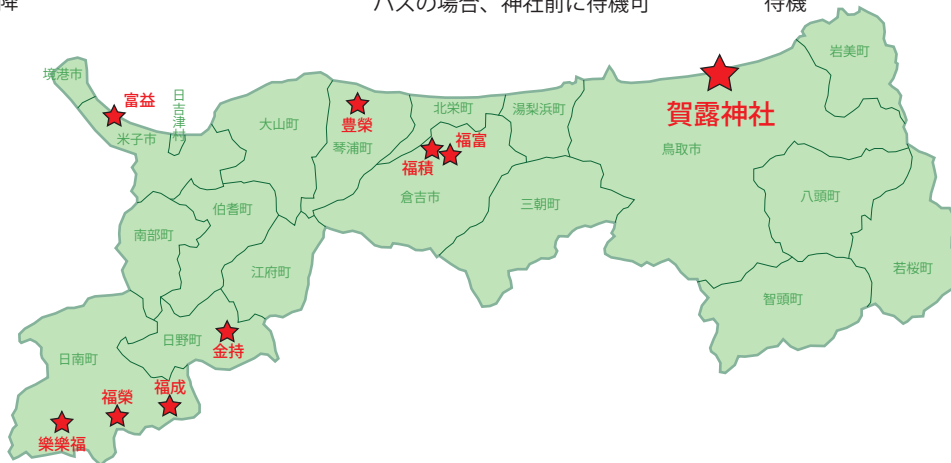 降
バスの場合、神社前に待機可
待機
境港市
富益
日吉津村
米子市
大山町
豊榮
琴浦町
北栄町
湯梨浜町
賀露神社
鳥取市
岩美町
福富
福積
倉吉市
三朝町
八頭町
伯耆町
南部町
江府町
若桜町
智頭町
日野町
金持
日南町
福榮
福成
樂樂福